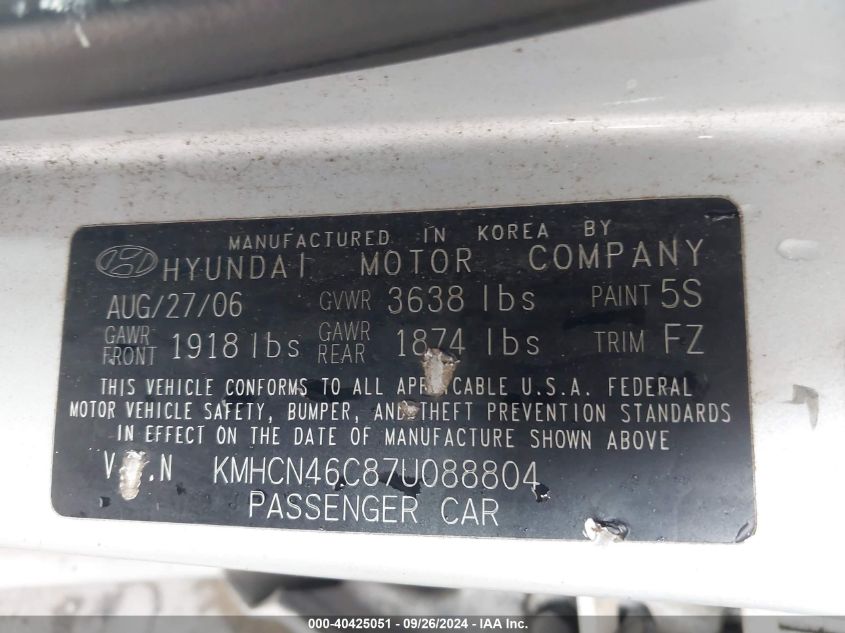 MANUFACTURED IN KOREA BY
HYUNDAI MOTOR COMPANY
AUG/27/06 GVWR 3638 lbs PAINT 5S
GAWR FRONT 1918 lbs GAWR REAR 1874 lbs TRIM FZ
THIS VEHICLE CONFORMS TO ALL APPLICABLE U.S.A. FEDERAL
MOTOR VEHICLE SAFETY, BUMPER, AND THEFT PREVENTION STANDARDS
IN EFFECT ON THE DATE OF MANUFACTURE SHOWN ABOVE
V.I.N KMHCN46C87U088804
PASSENGER CAR
000-40425051 - 09/26/2024 - IAA Inc.